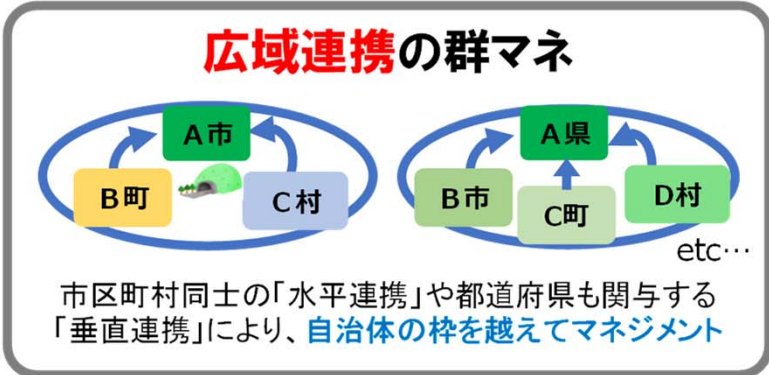 広域連携の群マネ
A市
B町
C村
A県
B市
C町
D村
etc…
市区町村同士の「水平連携」や都道府県も関与する
「垂直連携」により、自治体の枠を越えてマネジメント